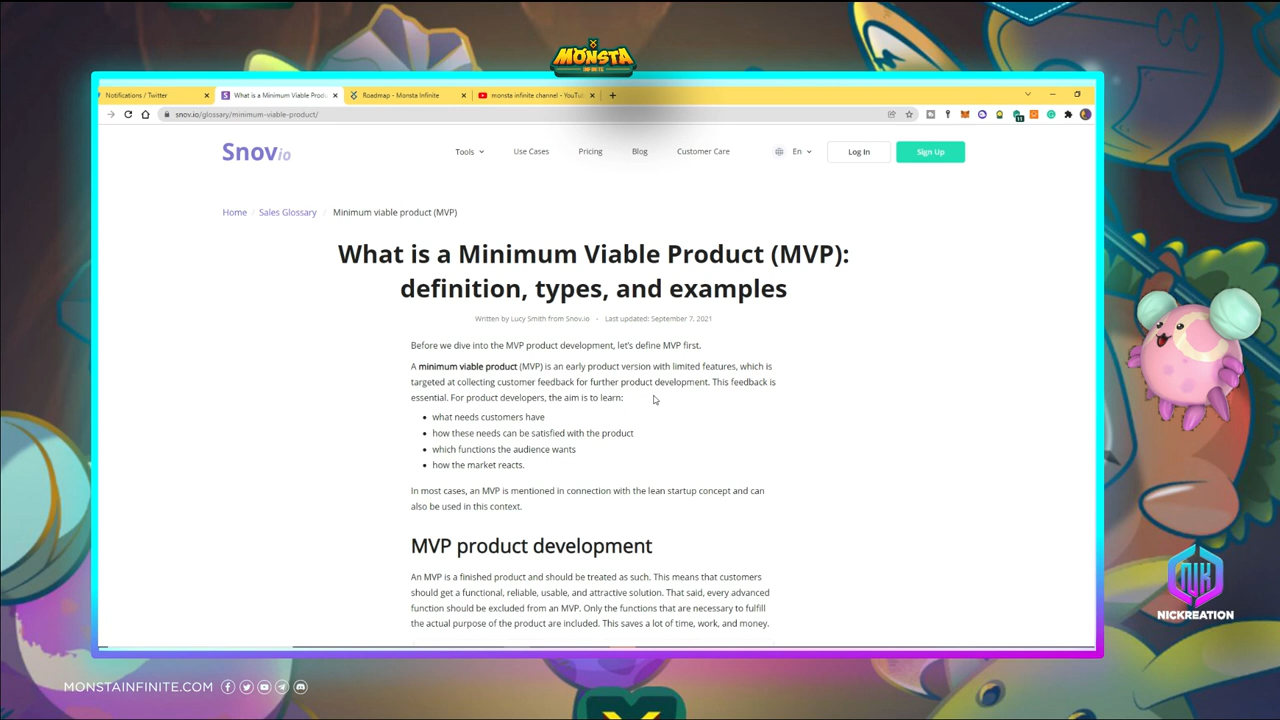 MONSTA
INFINITE
Notifications / Twitter
What is a Minimum Viable Produ
Roadmap - Monsta Infinite
monsta infinite channel - YouTu
snov.io/glossary/minimum-viable-product/
Snovio
Tools
Use Cases
Pricing
Blog
Customer Care
En
Log In
Sign Up
Home / Sales Glossary / Minimum viable product (MVP)
What is a Minimum Viable Product (MVP):
definition, types, and examples
Written by Lucy Smith from Snov.io - Last updated: September 7, 2021
Before we dive into the MVP product development, let's define MVP first.
A minimum viable product (MVP) is an early product version with limited features, which is
targeted at collecting customer feedback for further product development. This feedback is
essential. For product developers, the aim is to learn:
• what needs customers have
• how these needs can be satisfied with the product
• which functions the audience wants
• how the market reacts.
In most cases, an MVP is mentioned in connection with the lean startup concept and can
also be used in this context.
MVP product development
An MVP is a finished product and should be treated as such. This means that customers
should get a functional, reliable, usable, and attractive solution. That said, every advanced
function should be excluded from an MVP. Only the functions that are necessary to fulfill
the actual purpose of the product are included. This saves a lot of time, work, and money.
NICKREATION
MONSTAINFINITE.COM